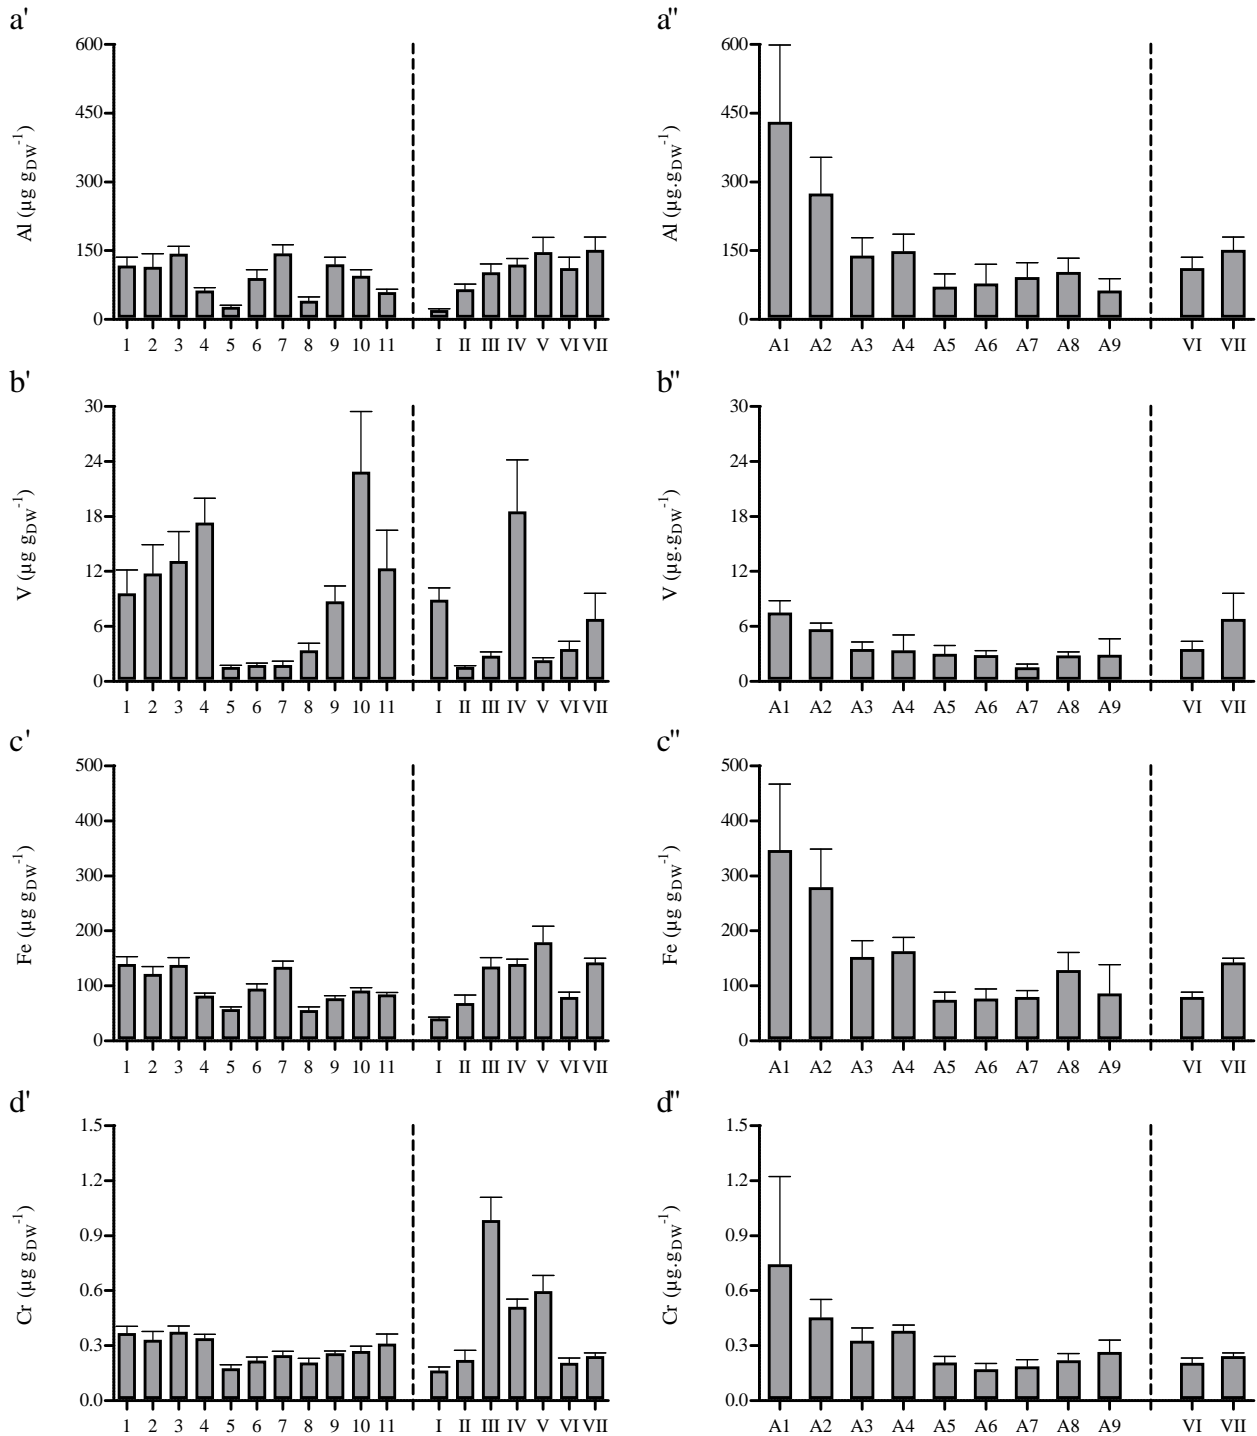 a'
Al (µg g_DW^-1)
600
450
300
150
0
1 2 3 4 5 6 7 8 9 10 11 I II III IV V VI VII
a''
Al (µg.g_DW^-1)
600
450
300
150
0
A1 A2 A3 A4 A5 A6 A7 A8 A9 VI VII
b'
V (µg g_DW^-1)
30
24
18
12
6
0
1 2 3 4 5 6 7 8 9 10 11 I II III IV V VI VII
b''
V (µg.g_DW^-1)
30
24
18
12
6
0
A1 A2 A3 A4 A5 A6 A7 A8 A9 VI VII
c'
Fe (µg g_DW^-1)
500
400
300
200
100
0
1 2 3 4 5 6 7 8 9 10 11 I II III IV V VI VII
c''
Fe (µg g_DW^-1)
500
400
300
200
100
0
A1 A2 A3 A4 A5 A6 A7 A8 A9 VI VII
d'
Cr (µg g_DW^-1)
1.5
1.2
0.9
0.6
0.3
0.0
1 2 3 4 5 6 7 8 9 10 11 I II III IV V VI VII
d''
Cr (µg.g_DW^-1)
1.5
1.2
0.9
0.6
0.3
0.0
A1 A2 A3 A4 A5 A6 A7 A8 A9 VI VII